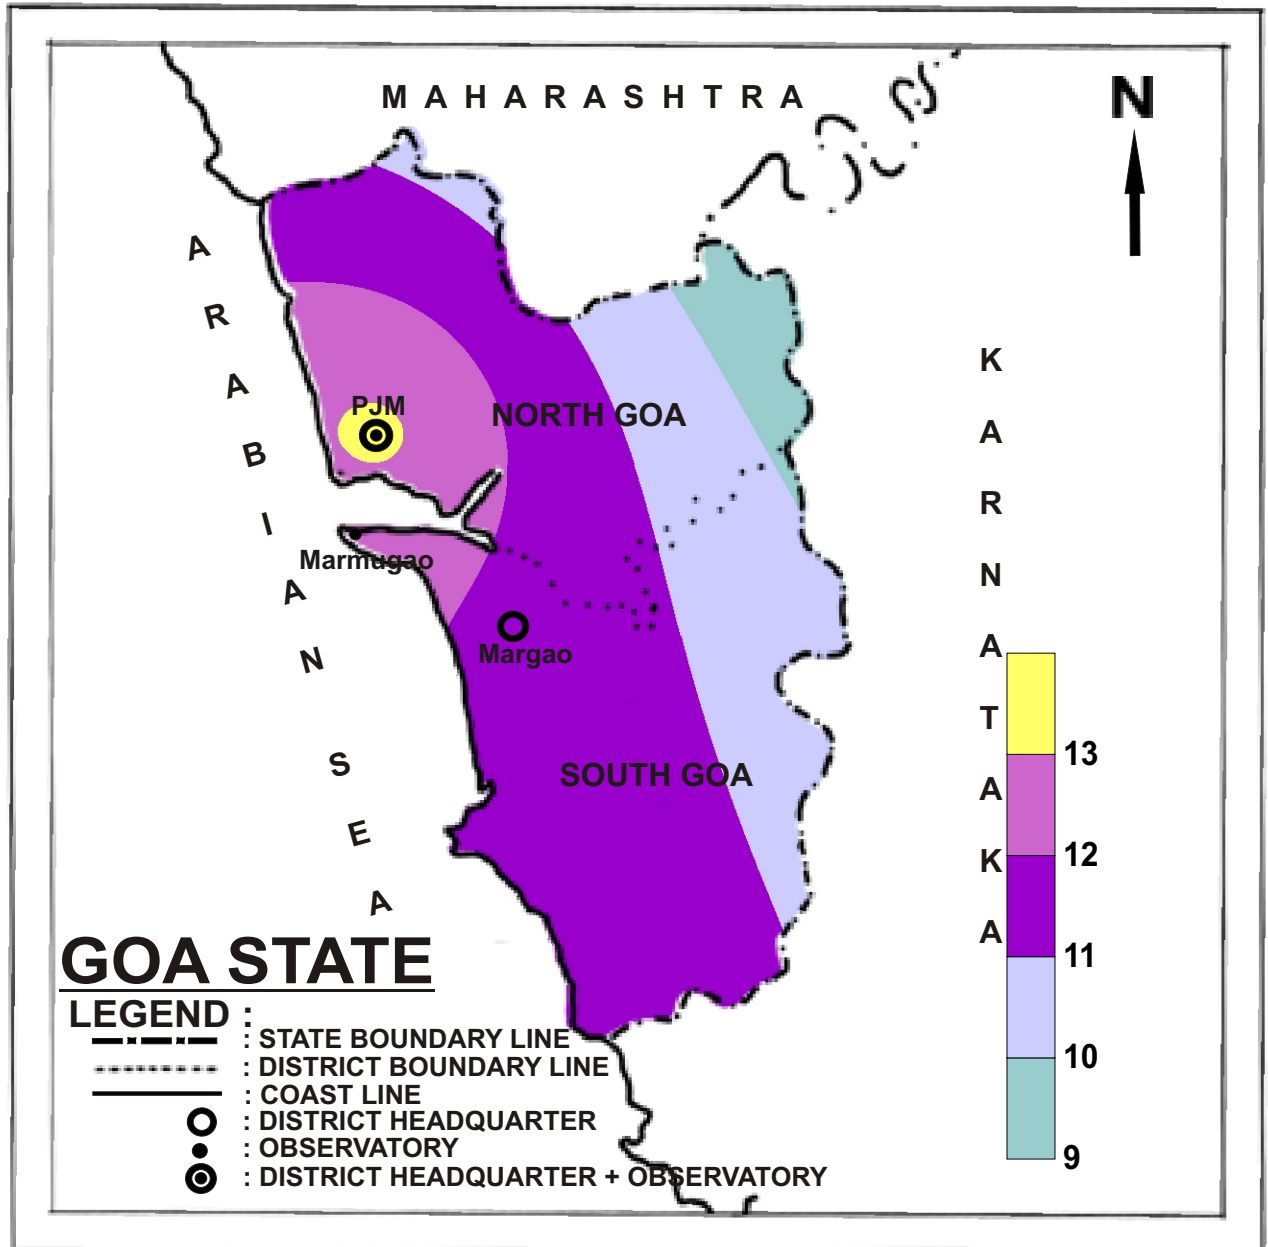 MAHARASHTRA
N
ARABIAN SEA
KARNATAKA
PJM
NORTH GOA
Marmugao
Margao
SOUTH GOA
13
12
11
10
9
GOA STATE
LEGEND :
: STATE BOUNDARY LINE
: DISTRICT BOUNDARY LINE
: COAST LINE
: DISTRICT HEADQUARTER
: OBSERVATORY
: DISTRICT HEADQUARTER + OBSERVATORY